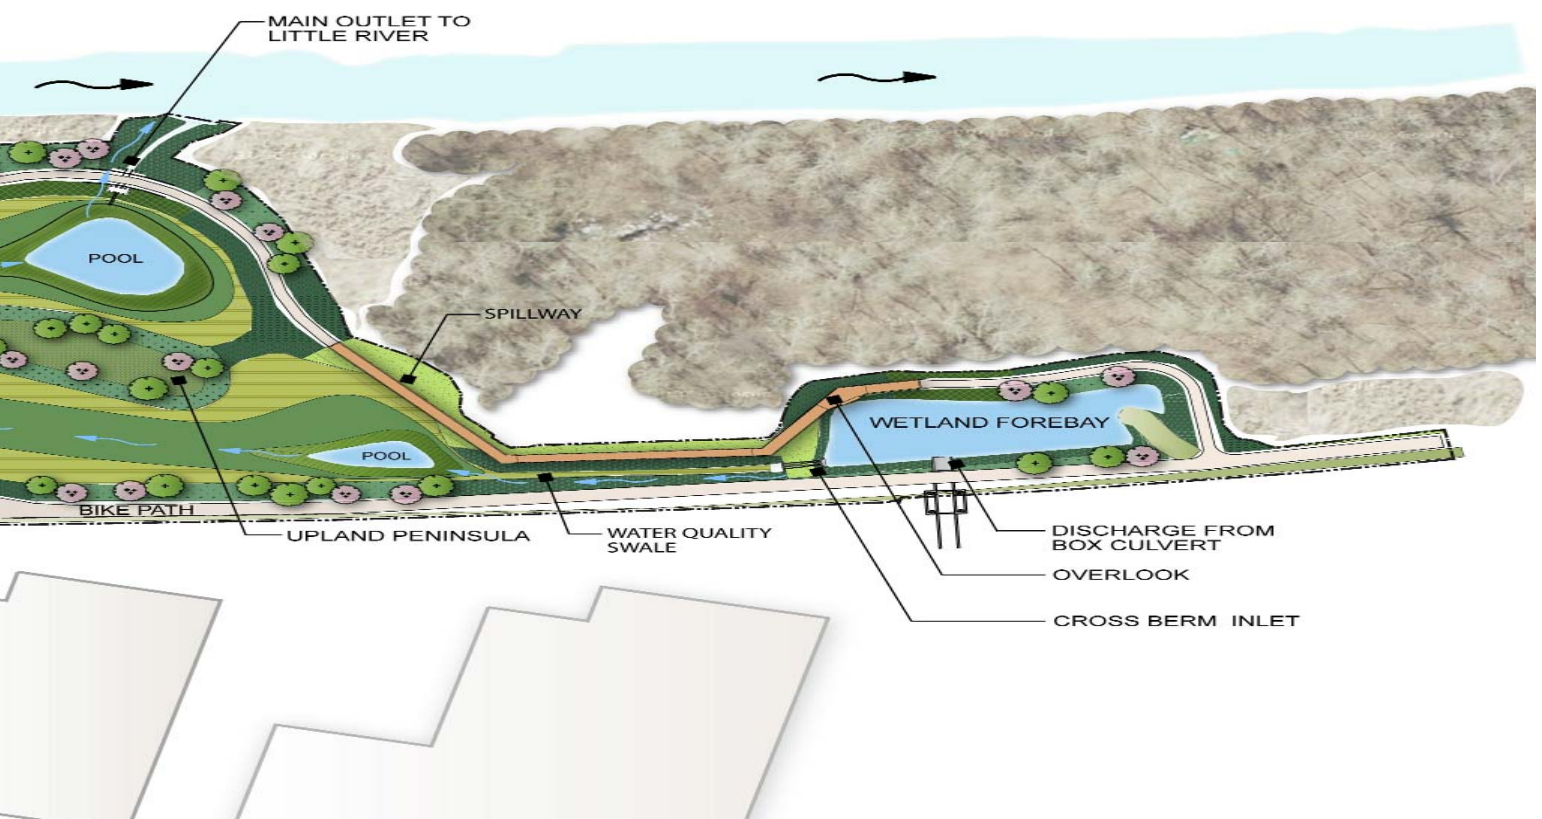 MAIN OUTLET TO
LITTLE RIVER
POOL
SPILLWAY
WETLAND FOREBAY
POOL
BIKE PATH
UPLAND PENINSULA
WATER QUALITY
SWALE
DISCHARGE FROM
BOX CULVERT
OVERLOOK
CROSS BERM INLET